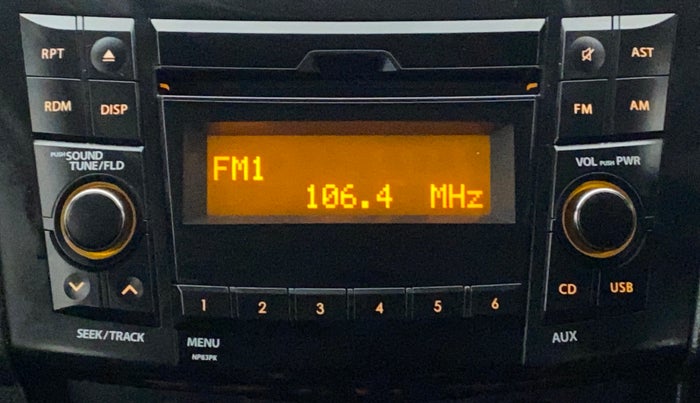 RPT
AST
RDM
DISP
FM
AM
PUSH SOUND
TUNE/FLD
VOL PUSH PWR
FM1
106.4 MHz
CD
USB
1 2 3 4 5 6
SEEK/TRACK
MENU
AUX
NP63PK